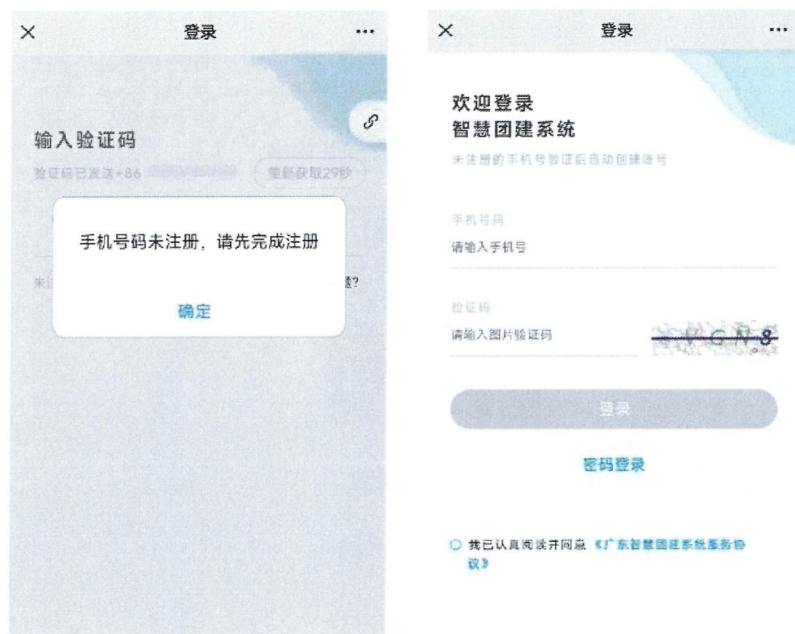 登录
输入验证码
验证码已发送+86
重新获取29秒
手机号码未注册，请先完成注册
确定
未注
题?
登录
欢迎登录
智慧团建系统
未注册的手机号验证后自动创建账号
手机号码
请输入手机号
验证码
请输入图片验证码
登录
密码登录
我已认真阅读并同意《广东智慧团建系统服务协
议》